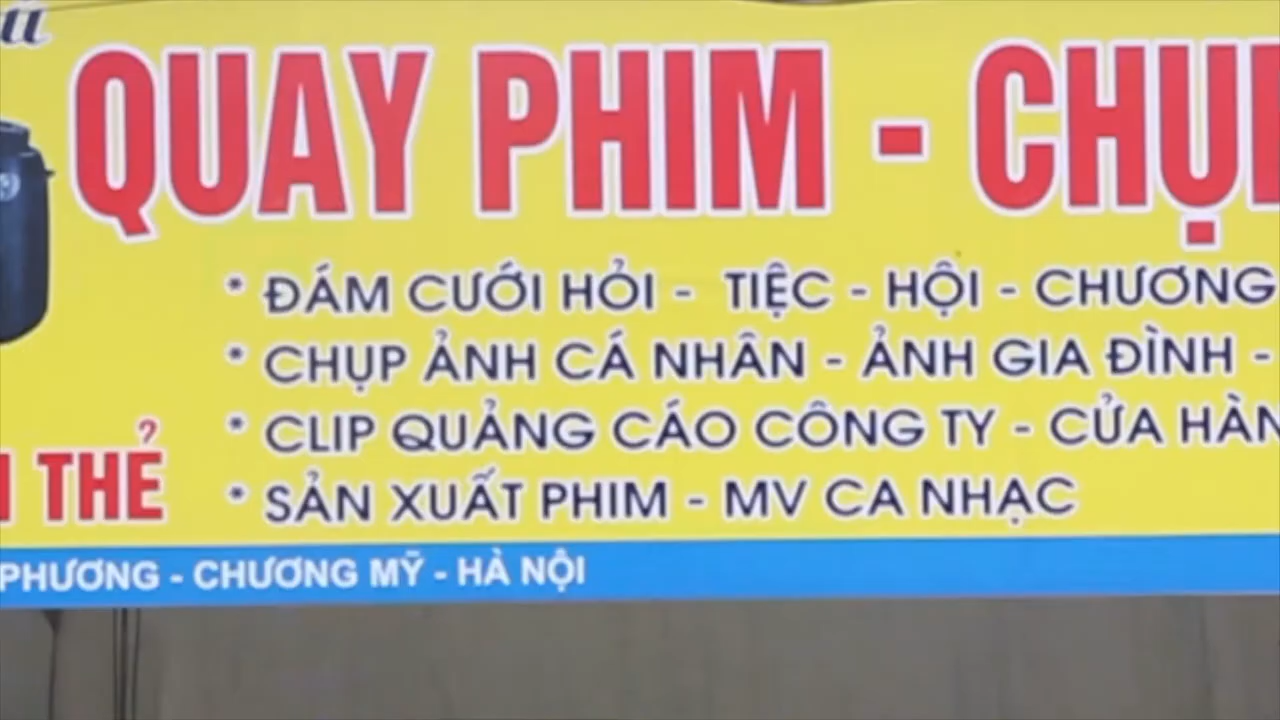 QUAY PHIM -
* ĐÁM CƯỚI HỎI - TIỆC - HỘI - CHƯƠNG
* CHỤP ẢNH CÁ NHÂN - ẢNH GIA ĐÌNH -
* CLIP QUẢNG CÁO CÔNG TY - CỬA HÀN
* SẢN XUẤT PHIM - MV CA NHẠC
THẺ
PHƯƠNG - CHƯƠNG MỸ - HÀ NỘI